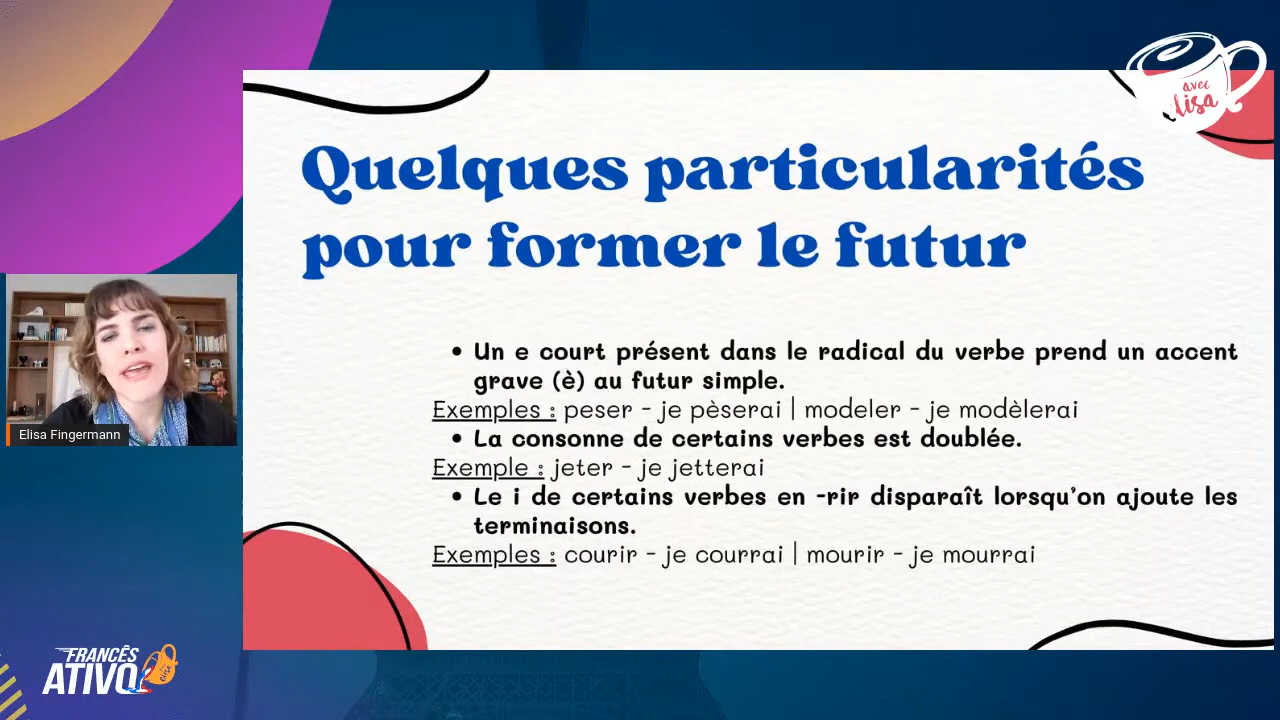 avec
elisa
Quelques particularités
pour former le futur
• Un e court présent dans le radical du verbe prend un accent
grave (è) au futur simple.
Exemples : peser - je pèserai | modeler - je modèlerai
• La consonne de certains verbes est doublée.
Exemple : jeter - je jetterai
• Le i de certains verbes en -rir disparaît lorsqu'on ajoute les
terminaisons.
Exemples : courir - je courrai | mourir - je mourrai
Elisa Fingermann
FRANCÊS
ATIVO